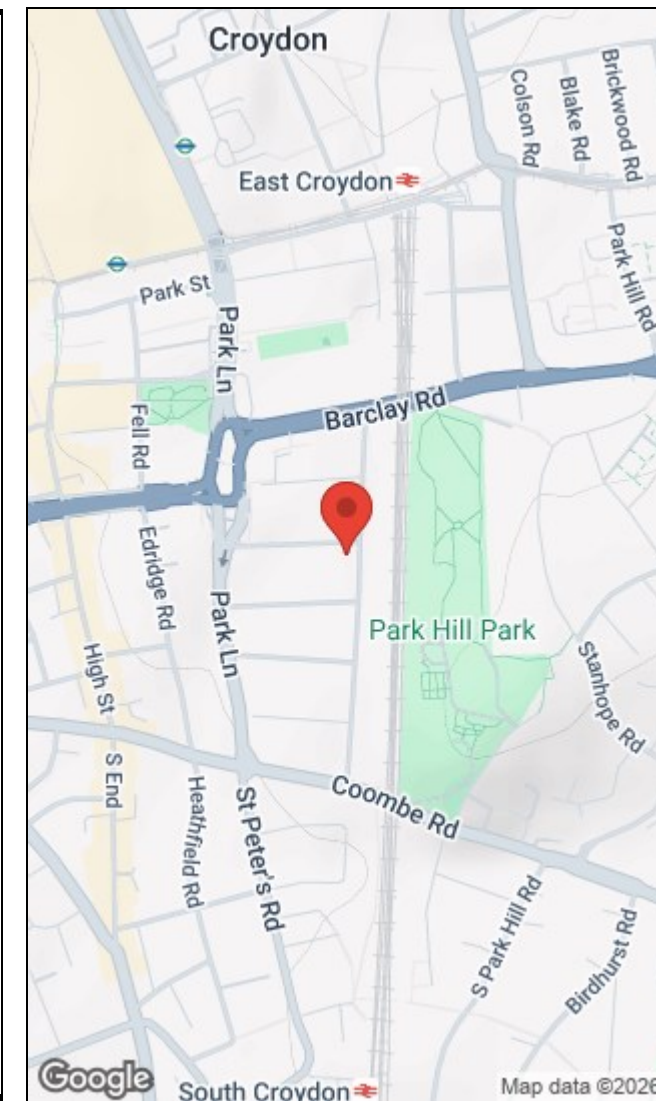 Croydon
Colson Rd
Blake Rd
Brickwood Rd
East Croydon
Park Hill Rd
Park St
Park Ln
Barclay Rd
Fell Rd
Edridge Rd
Park Ln
Park Hill Park
High St
Stanhope Rd
S End
Heathfield Rd
St Peter's Rd
Coombe Rd
S Park Hill Rd
Birdhurst Rd
Google
South Croydon
Map data ©2026